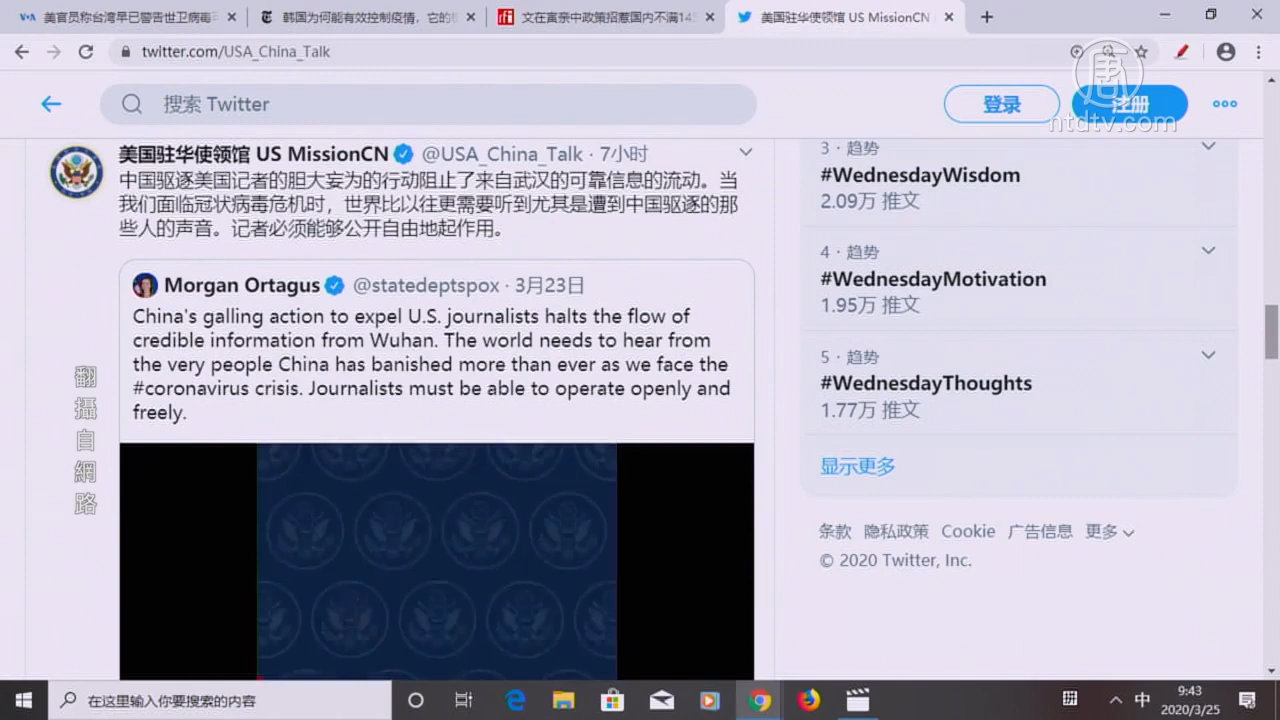 VOA 美官员称台湾早已警告世卫病毒
韩国为何能有效控制疫情，它的
rfi 文在寅亲中政策招惹国内不满
美国驻华使领馆 US MissionCN
twitter.com/USA_China_Talk
搜索 Twitter
登录
注册
唐
ntdtv.com
美国驻华使领馆 US MissionCN @USA_China_Talk · 7小时
中国驱逐美国记者的胆大妄为的行动阻止了来自武汉的可靠信息的流动。当
我们面临冠状病毒危机时，世界比以往更需要听到尤其是遭到中国驱逐的那
些人的声音。记者必须能够公开自由地起作用。
Morgan Ortagus @statedeptspox · 3月23日
China's galling action to expel U.S. journalists halts the flow of
credible information from Wuhan. The world needs to hear from
the very people China has banished more than ever as we face the
#coronavirus crisis. Journalists must be able to operate openly and
freely.
翻攝自網路
3 · 趋势
#WednesdayWisdom
2.09万 推文
4 · 趋势
#WednesdayMotivation
1.95万 推文
5 · 趋势
#WednesdayThoughts
1.77万 推文
显示更多
条款 隐私政策 Cookie 广告信息 更多
© 2020 Twitter, Inc.
在这里输入你要搜索的内容
中
9:43
2020/3/25